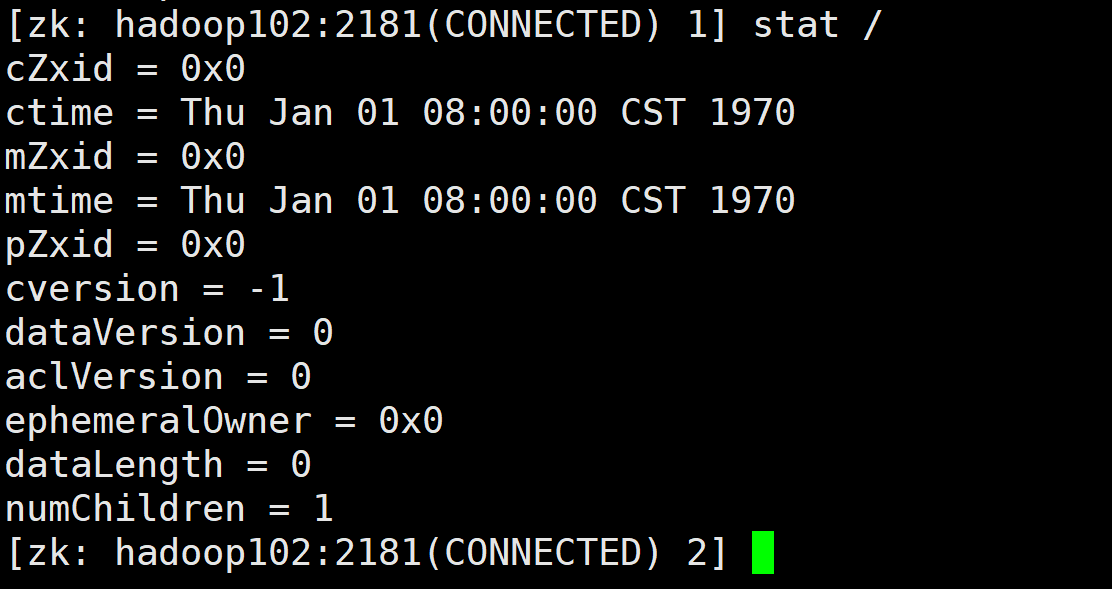 [zk: hadoop102:2181(CONNECTED) 1] stat /
cZxid = 0x0
ctime = Thu Jan 01 08:00:00 CST 1970
mZxid = 0x0
mtime = Thu Jan 01 08:00:00 CST 1970
pZxid = 0x0
cversion = -1
dataVersion = 0
aclVersion = 0
ephemeralOwner = 0x0
dataLength = 0
numChildren = 1
[zk: hadoop102:2181(CONNECTED) 2]